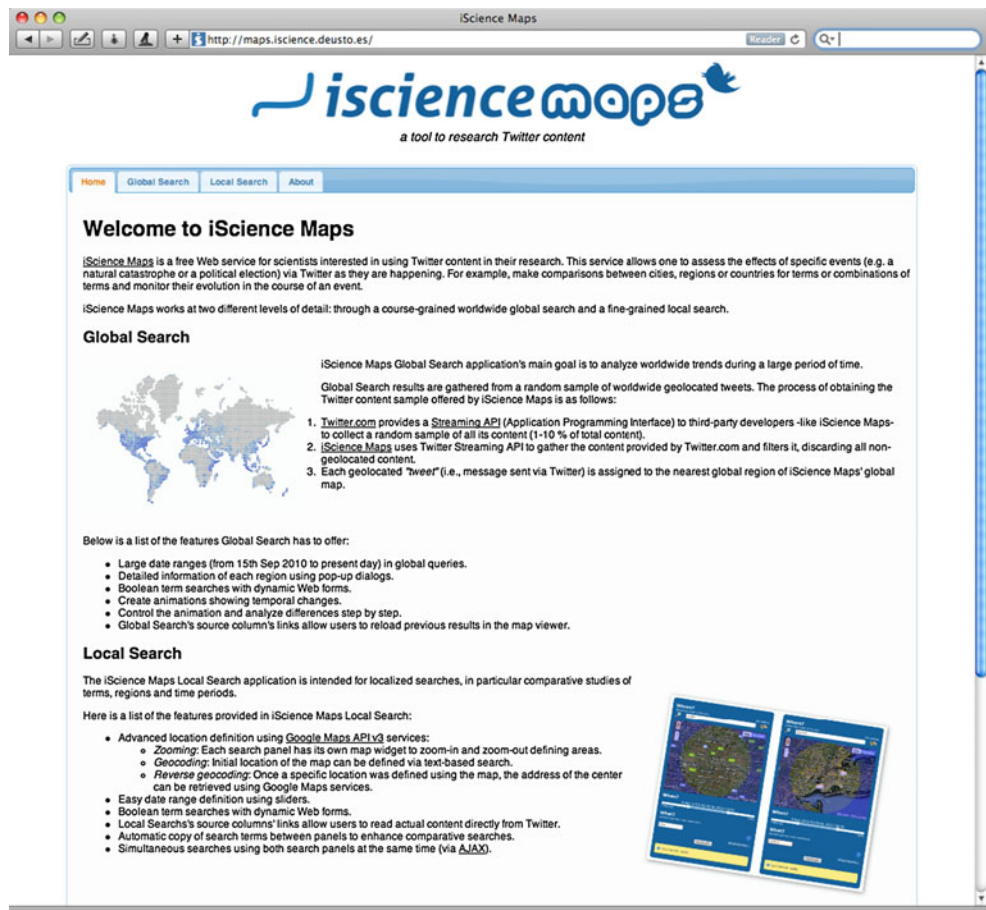 iScience Maps
http://maps.iscience.deusto.es/
Reader
isciencemaps
a tool to research Twitter content
Home Global Search Local Search About
Welcome to iScience Maps
iScience Maps is a free Web service for scientists interested in using Twitter content in their research. This service allows one to assess the effects of specific events (e.g. a
natural catastrophe or a political election) via Twitter as they are happening. For example, make comparisons between cities, regions or countries for terms or combinations of
terms and monitor their evolution in the course of an event.
iScience Maps works at two different levels of detail: through a course-grained worldwide global search and a fine-grained local search.
Global Search
iScience Maps Global Search application's main goal is to analyze worldwide trends during a large period of time.
Global Search results are gathered from a random sample of worldwide geolocated tweets. The process of obtaining the
Twitter content sample offered by iScience Maps is as follows:
1. Twitter.com provides a Streaming API (Application Programming Interface) to third-party developers -like iScience Maps-
to collect a random sample of all its content (1-10 % of total content).
2. iScience Maps uses Twitter Streaming API to gather the content provided by Twitter.com and filters it, discarding all non-
geolocated content.
3. Each geolocated "tweet" (i.e., message sent via Twitter) is assigned to the nearest global region of iScience Maps' global
map.
Below is a list of the features Global Search has to offer:
• Large date ranges (from 15th Sep 2010 to present day) in global queries.
• Detailed information of each region using pop-up dialogs.
• Boolean term searches with dynamic Web forms.
• Create animations showing temporal changes.
• Control the animation and analyze differences step by step.
• Global Search's source column's links allow users to reload previous results in the map viewer.
Local Search
The iScience Maps Local Search application is intended for localized searches, in particular comparative studies of
terms, regions and time periods.
Here is a list of the features provided in iScience Maps Local Search:
• Advanced location definition using Google Maps API v3 services:
◦ Zooming: Each search panel has its own map widget to zoom-in and zoom-out defining areas.
◦ Geocoding: Initial location of the map can be defined via text-based search.
◦ Reverse geocoding: Once a specific location was defined using the map, the address of the center
can be retrieved using Google Maps services.
• Easy date range definition using sliders.
• Boolean term searches with dynamic Web forms.
• Local Searchs's source columns' links allow users to read actual content directly from Twitter.
• Automatic copy of search terms between panels to enhance comparative searches.
• Simultaneous searches using both search panels at the same time (via AJAX).
Where?
When?
What?
Where?
When?
What?